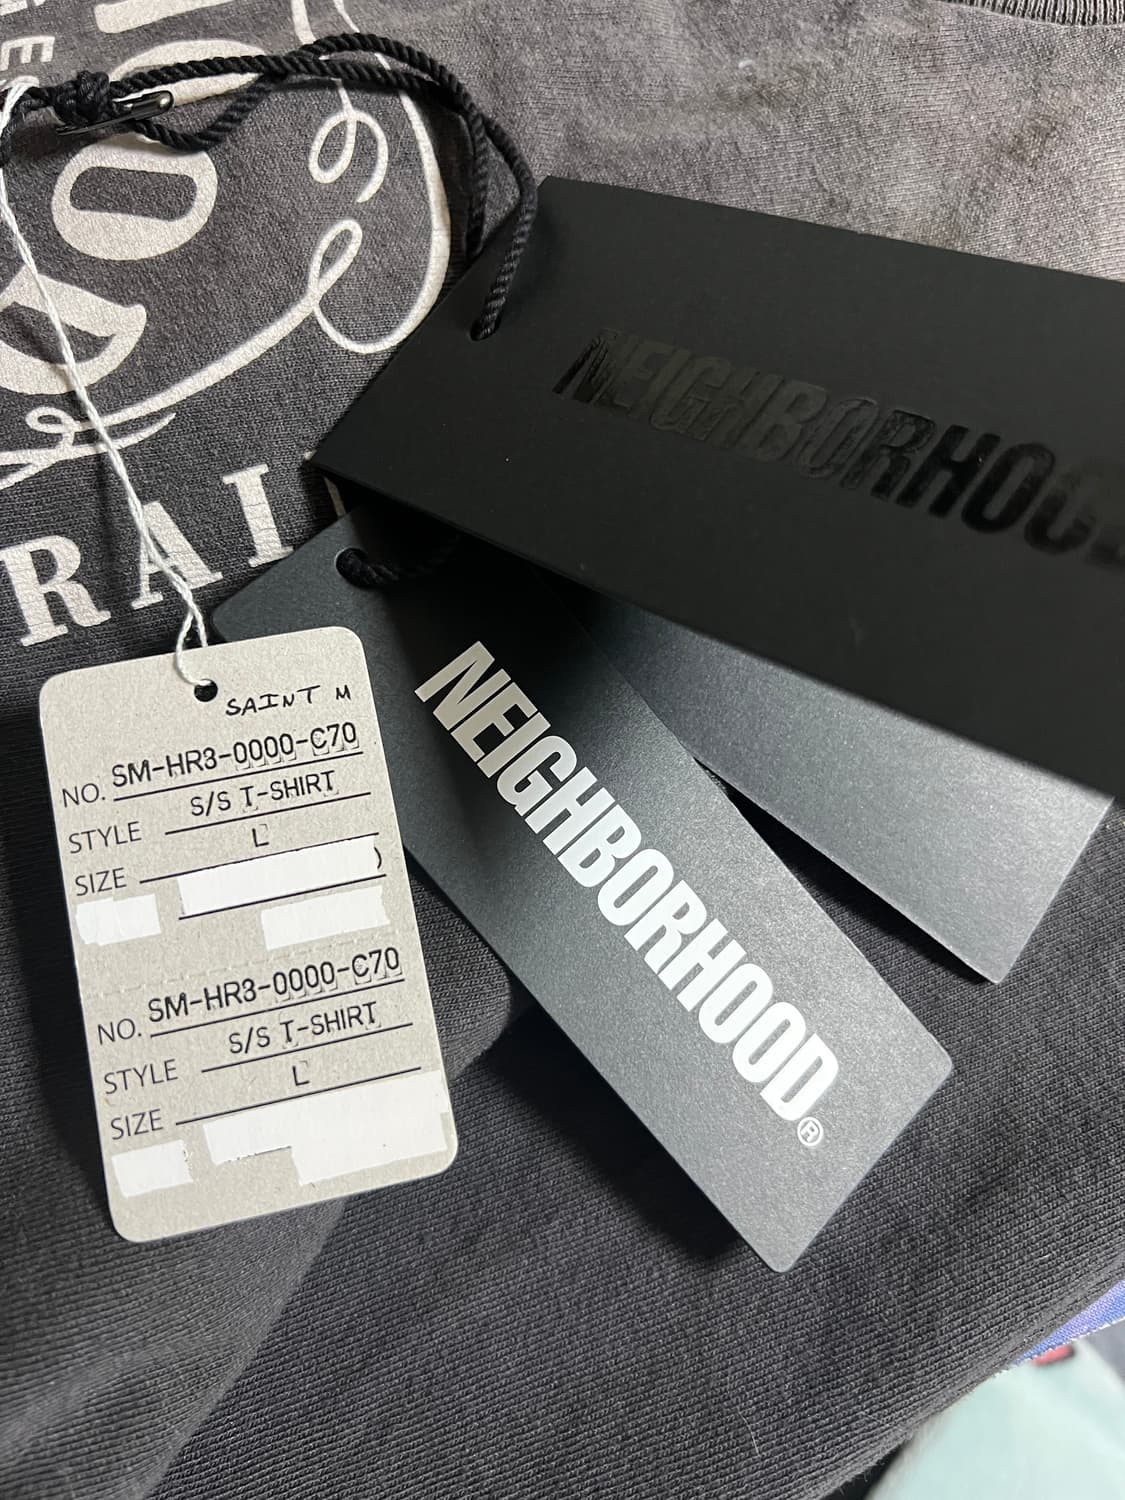 RAI
NEIGHBORHOOD
NEIGHBORHOOD®
SAINT M
NO. SM-HR3-0000-C70
STYLE S/S T-SHIRT
SIZE L
NO. SM-HR3-0000-C70
STYLE S/S T-SHIRT
SIZE L